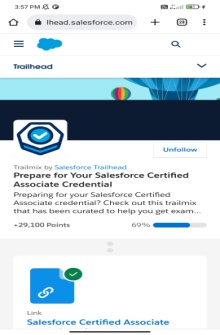 3:57 PM
lhead.salesforce.com
Trailhead
Unfollow
Trailmix by Salesforce Trailhead
Prepare for Your Salesforce Certified
Associate Credential
Preparing for your Salesforce Certified
Associate credential? Check out this trailmix
that has been curated to help you get exam...
+29,100 Points
69%
Link
Salesforce Certified Associate